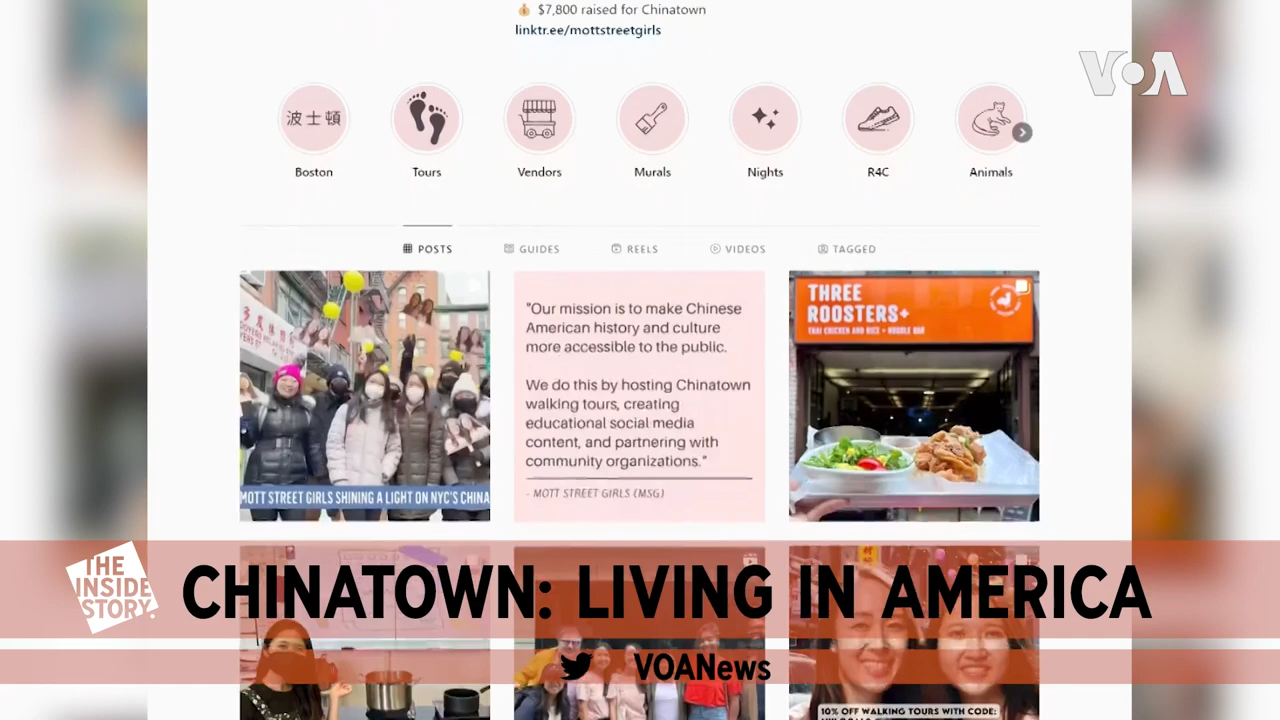 $7,800 raised for Chinatown
linktr.ee/mottstreetgirls
VOA
波士頓
Boston
Tours
Vendors
Murals
Nights
R4C
Animals
POSTS
GUIDES
REELS
VIDEOS
TAGGED
MOTT STREET GIRLS SHINING A LIGHT ON NYC'S CHINA
"Our mission is to make Chinese
American history and culture
more accessible to the public.
We do this by hosting Chinatown
walking tours, creating
educational social media
content, and partnering with
community organizations."
- MOTT STREET GIRLS (MSG)
THREE
ROOSTERS+
THAI CHICKEN AND RICE + NOODLE BAR
THE
INSIDE
STORY.
CHINATOWN: LIVING IN AMERICA
VOANews
10% OFF WALKING TOURS WITH CODE: